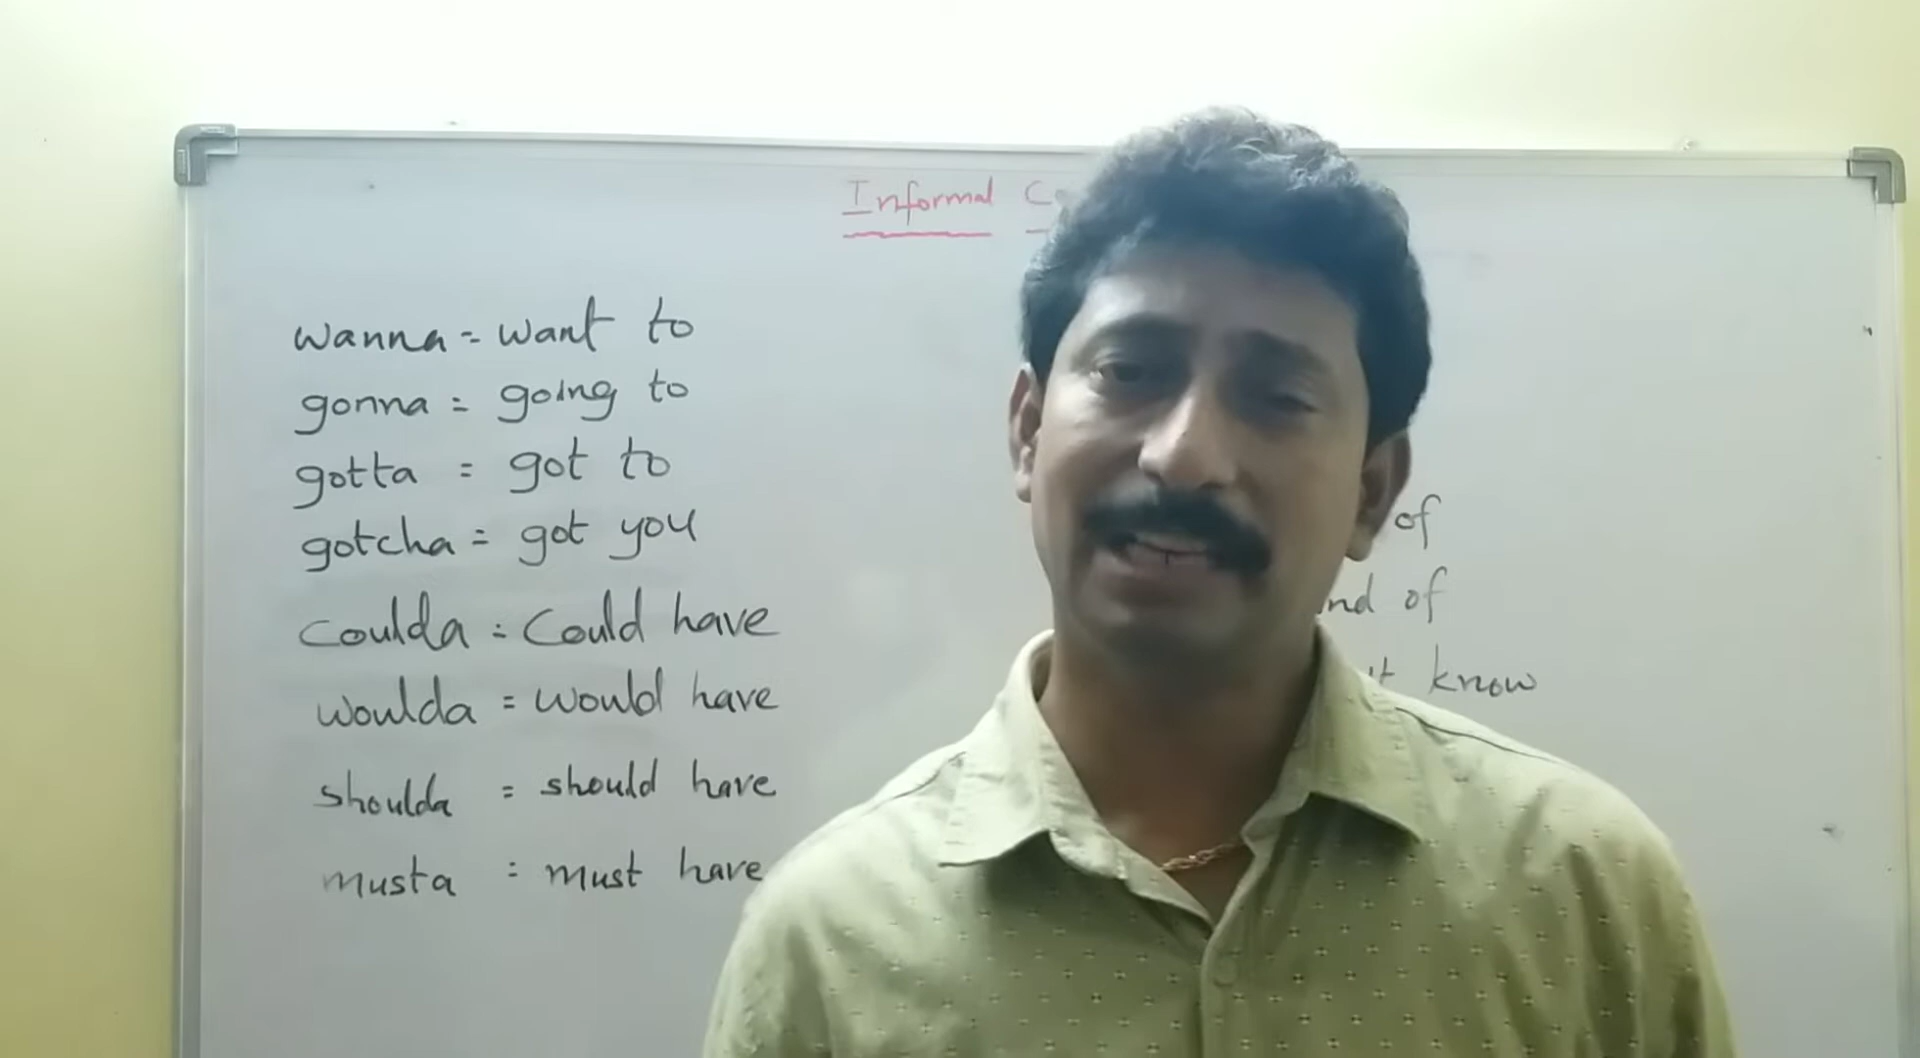 Informal
wanna = want to
gonna = going to
gotta = got to
gotcha = got you
Coulda = Could have
woulda = would have
shoulda = should have
musta = must have
of
of
know